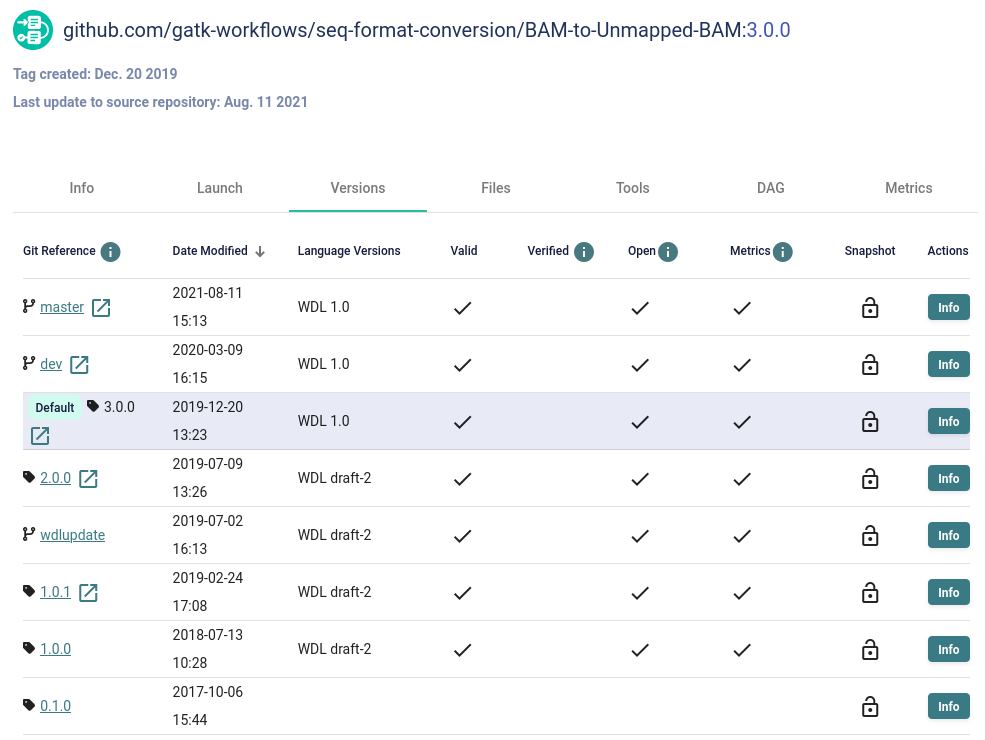 github.com/gatk-workflows/seq-format-conversion/BAM-to-Unmapped-BAM:3.0.0
Tag created: Dec. 20 2019
Last update to source repository: Aug. 11 2021
Info Launch Versions Files Tools DAG Metrics
Git Reference Date Modified Language Versions Valid Verified Open Metrics Snapshot Actions
master 2021-08-11 15:13 WDL 1.0 Info
dev 2020-03-09 16:15 WDL 1.0 Info
Default 3.0.0 2019-12-20 13:23 WDL 1.0 Info
2.0.0 2019-07-09 13:26 WDL draft-2 Info
wdlupdate 2019-07-02 16:13 WDL draft-2 Info
1.0.1 2019-02-24 17:08 WDL draft-2 Info
1.0.0 2018-07-13 10:28 WDL draft-2 Info
0.1.0 2017-10-06 15:44 Info